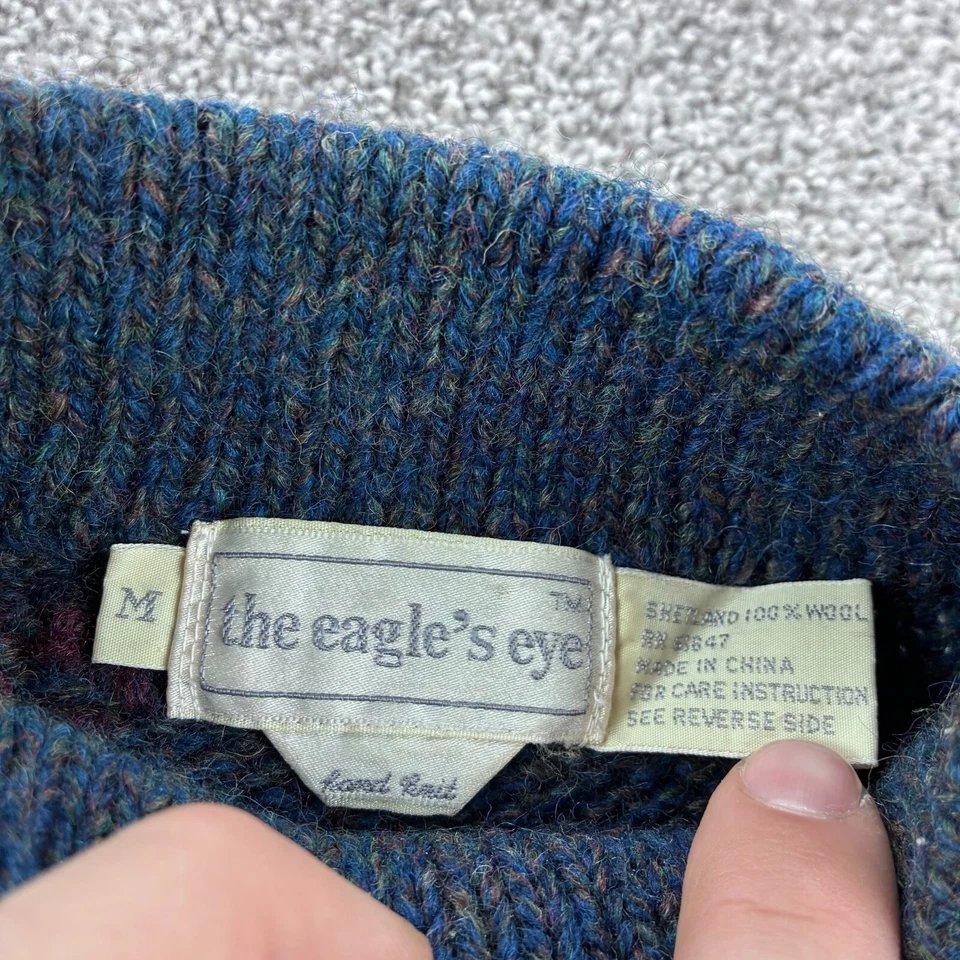 M
the eagle's eye
TM
hand knit
SHETLAND 100% WOOL
RN
MADE IN CHINA
FOR CARE INSTRUCTION
SEE REVERSE SIDE